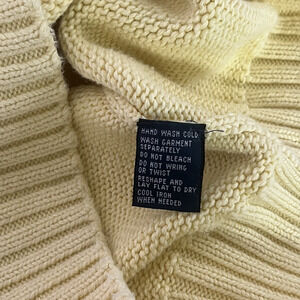 HAND WASH COLD
WASH GARMENT
SEPARATELY
DO NOT BLEACH
DO NOT WRING
OR TWIST
RESHAPE AND
LAY FLAT TO DRY
COOL IRON
WHEN NEEDED